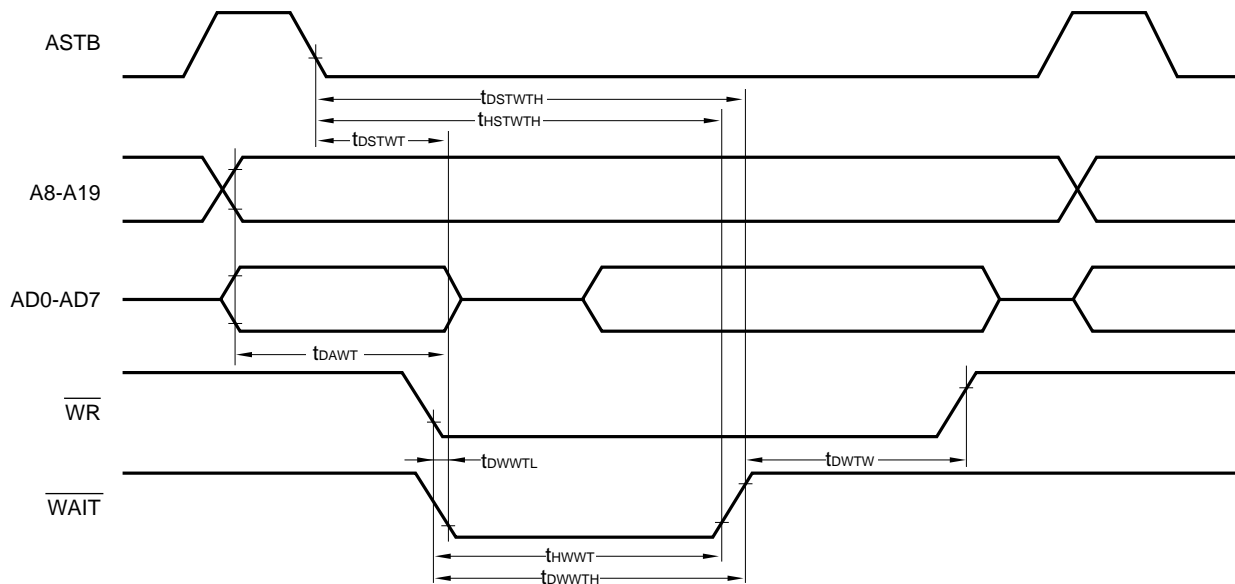 ASTB
tDSTWTH
tHSTWTH
tDSTWT
A8-A19
AD0-AD7
tDAWT
WR
tDWWTL
tDWTW
WAIT
tHWWT
tDWWTH